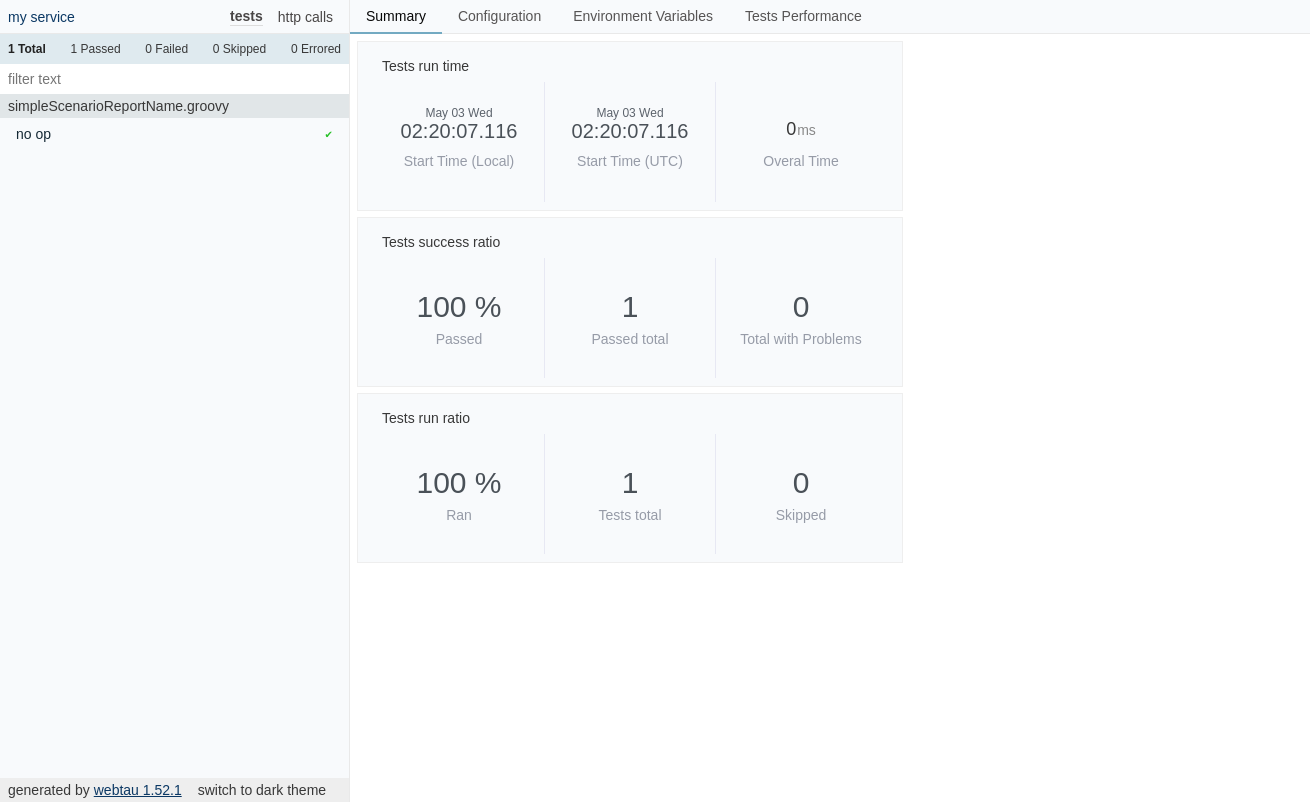 my service tests http calls
1 Total 1 Passed 0 Failed 0 Skipped 0 Errored
filter text
simpleScenarioReportName.groovy
no op ✔
generated by webtau 1.52.1 switch to dark theme
Summary Configuration Environment Variables Tests Performance
Tests run time
May 03 Wed
02:20:07.116
Start Time (Local)
May 03 Wed
02:20:07.116
Start Time (UTC)
0ms
Overal Time
Tests success ratio
100 %
Passed
1
Passed total
0
Total with Problems
Tests run ratio
100 %
Ran
1
Tests total
0
Skipped